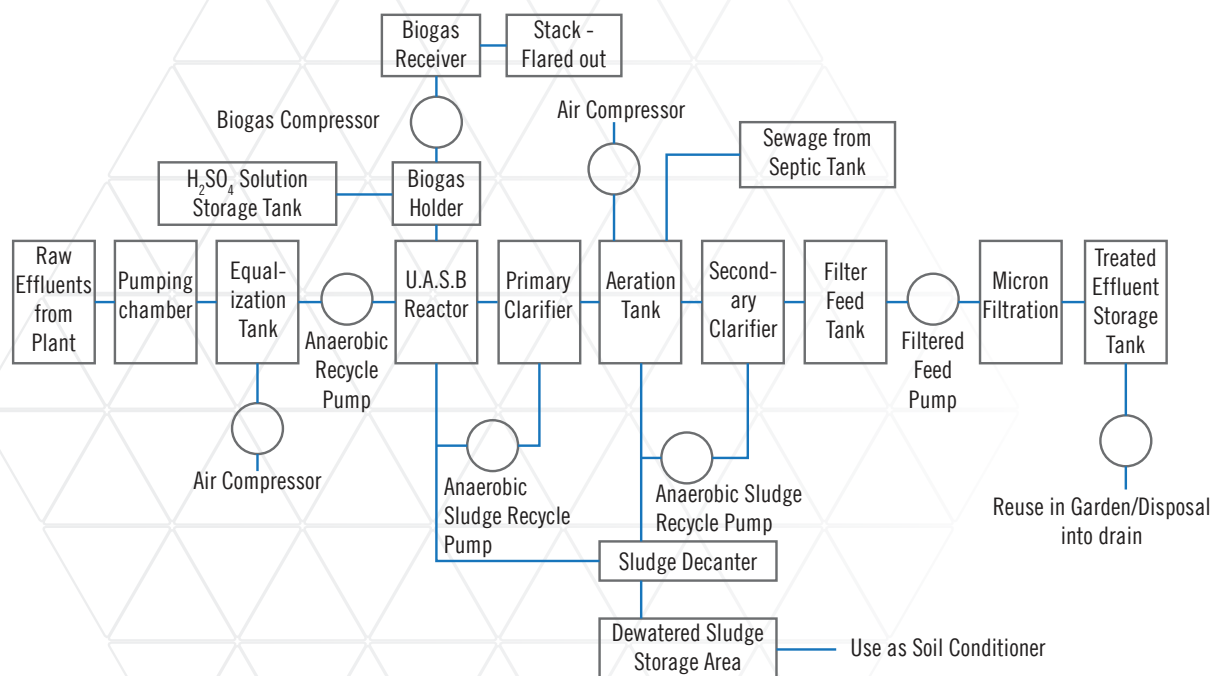 Biogas
Receiver
Stack -
Flared out
Biogas Compressor
Air Compressor
Sewage from
Septic Tank
H₂SO₄ Solution
Storage Tank
Biogas
Holder
Raw
Effluents
from
Plant
Pumping
chamber
Equal-
ization
Tank
Anaerobic
Recycle
Pump
U.A.S.B
Reactor
Primary
Clarifier
Aeration
Tank
Second-
ary
Clarifier
Filter
Feed
Tank
Filtered
Feed
Pump
Micron
Filtration
Treated
Effluent
Storage
Tank
Air Compressor
Anaerobic
Sludge Recycle
Pump
Anaerobic Sludge
Recycle Pump
Reuse in Garden/Disposal
into drain
Sludge Decanter
Dewatered Sludge
Storage Area
Use as Soil Conditioner